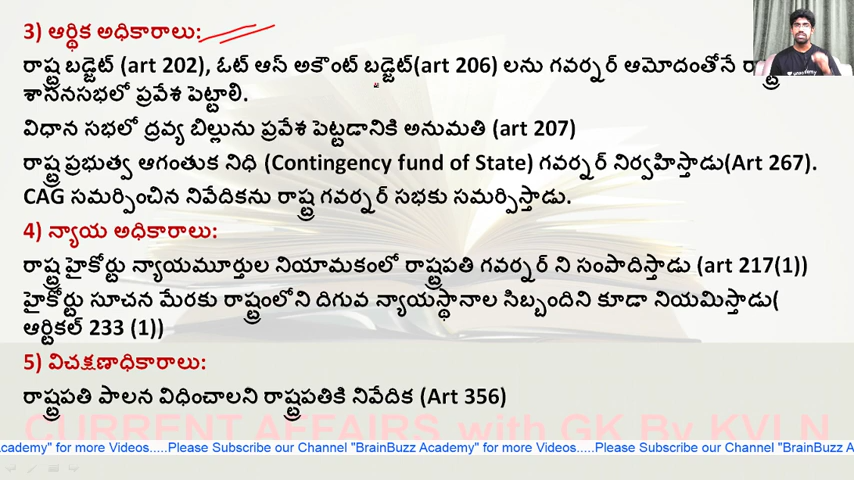 3) ఆర్థిక అధికారాలు:
రాష్ట్ర బడ్జెట్ (art 202), ఓట్ ఆన్ అకౌంట్ బడ్జెట్(art 206) లను గవర్నర్ ఆమోదంతోనే రాష్ట్ర
శాసనసభలో ప్రవేశ పెట్టాలి.
విధాన సభలో ద్రవ్య బిల్లును ప్రవేశ పెట్టడానికి అనుమతి (art 207)
రాష్ట్ర ప్రభుత్వ ఆగంతుక నిధి (Contingency fund of State) గవర్నర్ నిర్వహిస్తాడు(Art 267).
CAG సమర్పించిన నివేదికను రాష్ట్ర గవర్నర్ సభకు సమర్పిస్తాడు.
4) న్యాయ అధికారాలు:
రాష్ట్ర హైకోర్టు న్యాయమూర్తుల నియామకంలో రాష్ట్రపతి గవర్నర్ ని సంపాదిస్తాడు (art 217(1))
హైకోర్టు సూచన మేరకు రాష్ట్రంలోని దిగువ న్యాయస్థానాల సిబ్బందిని కూడా నియమిస్తాడు(
ఆర్టికల్ 233 (1))
5) విచక్షణాధికారాలు:
రాష్ట్రపతి పాలన విధించాలని రాష్ట్రపతికి నివేదిక (Art 356)
CURRENT AFFAIRS with GK By KVLN
cademy" for more Videos.....Please Subscribe our Channel "BrainBuzz Academy" for more Videos.....Please Subscribe our Channel "BrainBuzz A